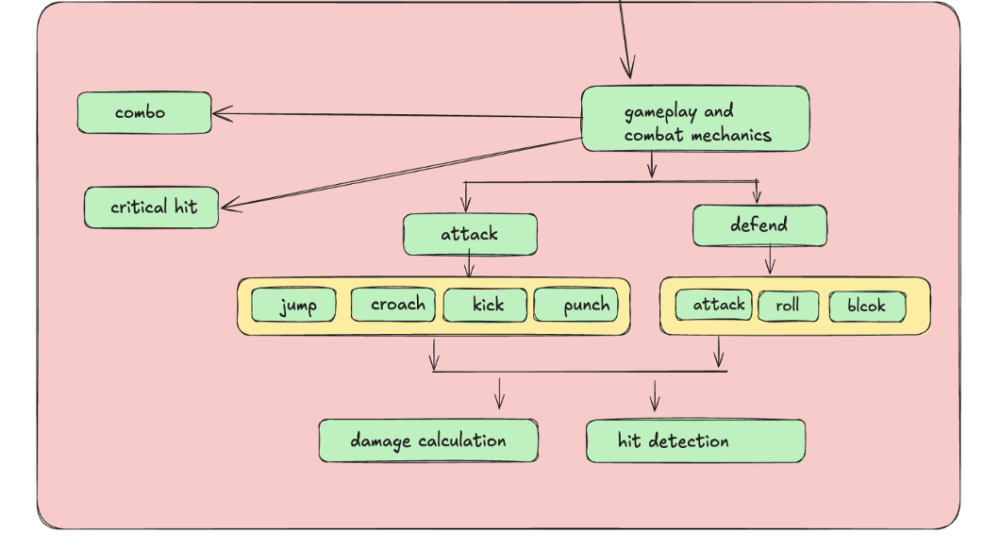 gameplay and
combat mechanics
combo
critical hit
attack
defend
jump
croach
kick
punch
attack
roll
blcok
damage calculation
hit detection